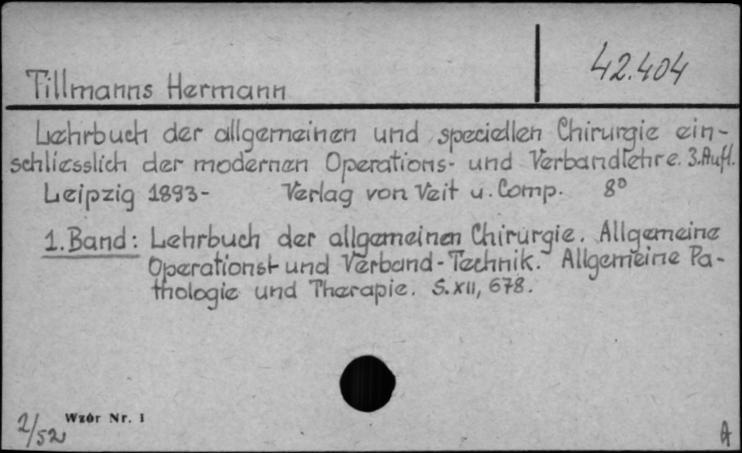 42.404
Tillmanns Hermann
Lehrbuch der allgemeinen und speciellen Chirurgie ein-
schliesslich der modernen Operations- und Verbandlehre. 3.Aufl.
Leipzig 1893- Verlag von Veit u. Comp. 8°
1. Band: Lehrbuch der allgemeinen Chirurgie. Allgemeine
Operations- und Verband-Technik. Allgemeine Pa-
thologie und Therapie. S. XII, 678.
2/52
Wzór Nr. 1
A